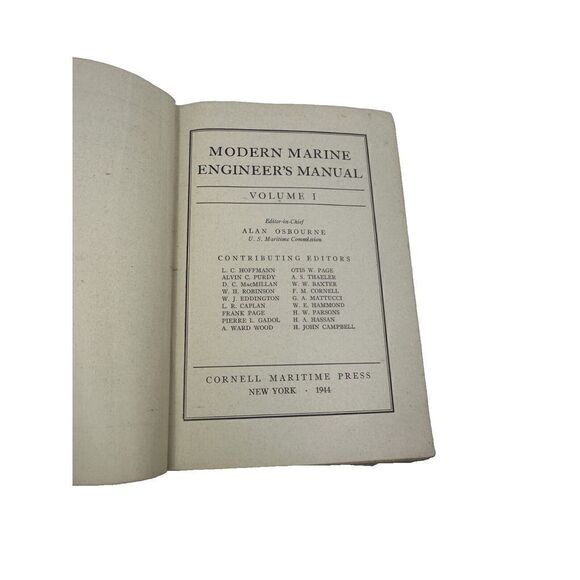 MODERN MARINE
ENGINEER'S MANUAL
VOLUME I
Editor-in-Chief
ALAN OSBOURNE
U. S. Maritime Commission
CONTRIBUTING EDITORS
L. C. HOFFMANN
ALVIN C. PURDY
D. C. MACMILLAN
W. H. ROBINSON
W. J. EDDINGTON
L. R. CAPLAN
FRANK PAGE
PIERRE L. GADOL
A. WARD WOOD
OTIS W. PAGE
A. S. THAELER
W. W. BAXTER
F. M. CORNELL
G. A. MATTUCCI
W. E. HAMMOND
H. W. PARSONS
H. A. HASSAN
H. JOHN CAMPBELL
CORNELL MARITIME PRESS
NEW YORK · 1944